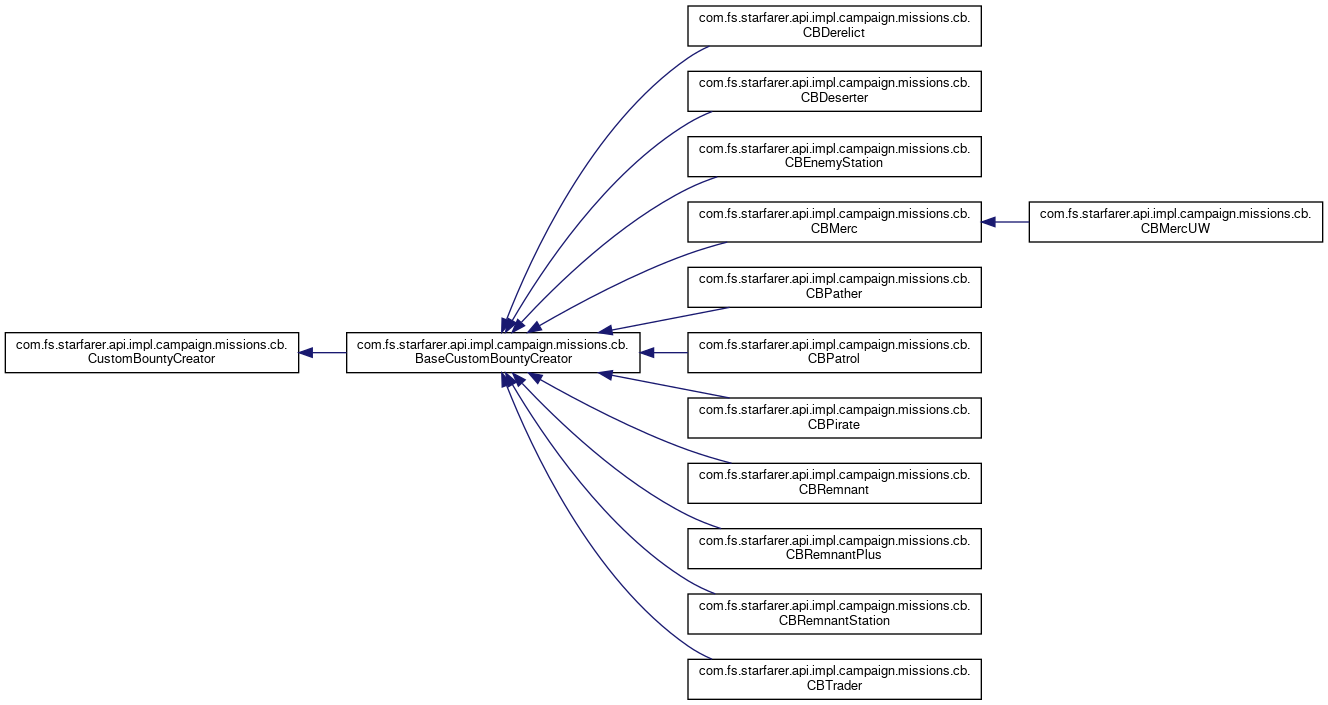 com.fs.starfarer.api.impl.campaign.missions.cb.
CustomBountyCreator
com.fs.starfarer.api.impl.campaign.missions.cb.
BaseCustomBountyCreator
com.fs.starfarer.api.impl.campaign.missions.cb.
CBDerelict
com.fs.starfarer.api.impl.campaign.missions.cb.
CBDeserter
com.fs.starfarer.api.impl.campaign.missions.cb.
CBEnemyStation
com.fs.starfarer.api.impl.campaign.missions.cb.
CBMerc
com.fs.starfarer.api.impl.campaign.missions.cb.
CBMercUW
com.fs.starfarer.api.impl.campaign.missions.cb.
CBPather
com.fs.starfarer.api.impl.campaign.missions.cb.
CBPatrol
com.fs.starfarer.api.impl.campaign.missions.cb.
CBPirate
com.fs.starfarer.api.impl.campaign.missions.cb.
CBRemnant
com.fs.starfarer.api.impl.campaign.missions.cb.
CBRemnantPlus
com.fs.starfarer.api.impl.campaign.missions.cb.
CBRemnantStation
com.fs.starfarer.api.impl.campaign.missions.cb.
CBTrader